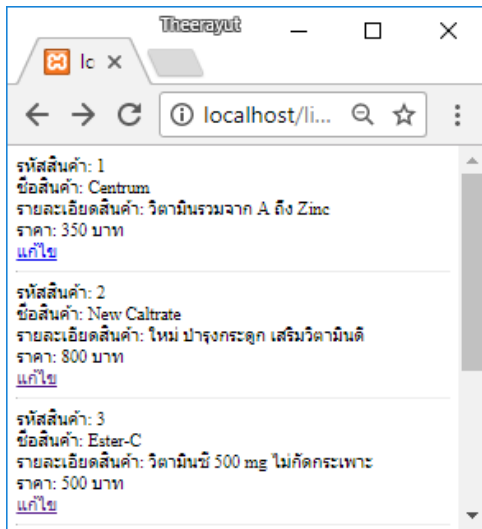 Theerayut
lo
localhost/li...
รหัสสินค้า: 1
ชื่อสินค้า: Centrum
รายละเอียดสินค้า: วิตามินรวมจาก A ถึง Zinc
ราคา: 350 บาท
แก้ไข
รหัสสินค้า: 2
ชื่อสินค้า: New Caltrate
รายละเอียดสินค้า: ใหม่ บำรุงกระดูก เสริมวิตามินดี
ราคา: 800 บาท
แก้ไข
รหัสสินค้า: 3
ชื่อสินค้า: Ester-C
รายละเอียดสินค้า: วิตามินซี 500 mg ไม่กัดกระเพาะ
ราคา: 500 บาท
แก้ไข